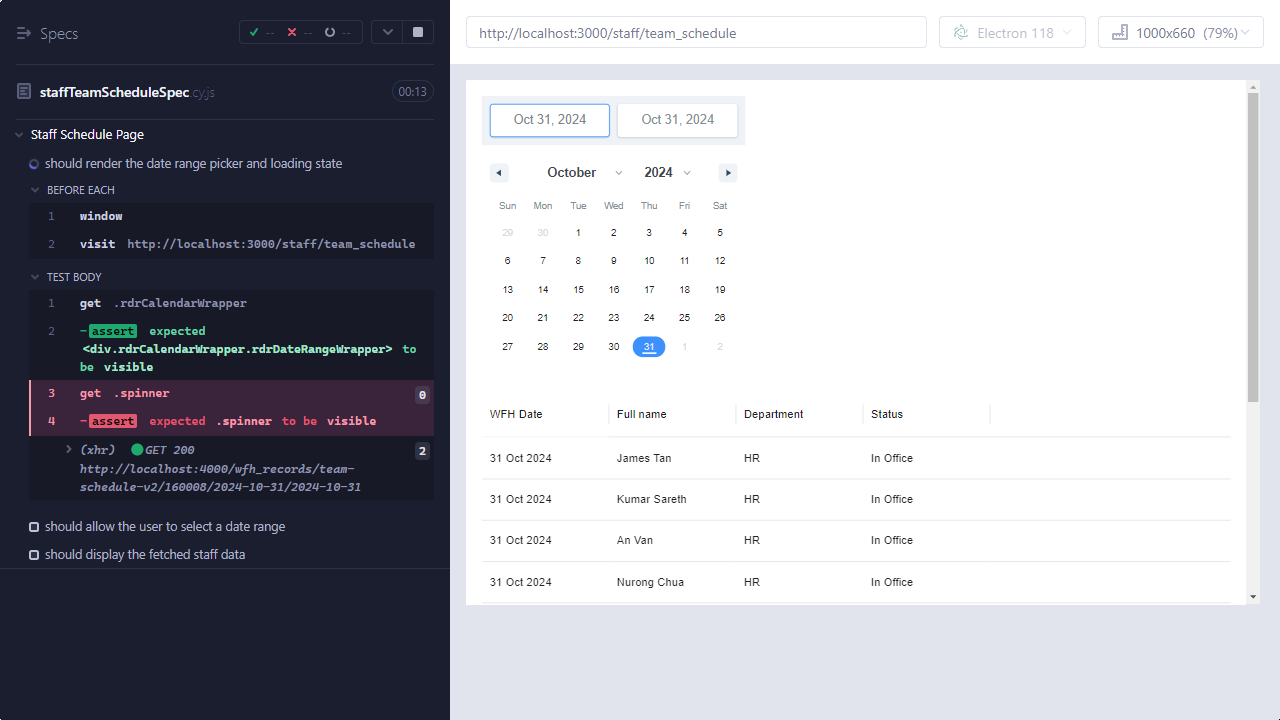 Specs
-- -- --
staffTeamScheduleSpec.cy.js
00:13
Staff Schedule Page
should render the date range picker and loading state
BEFORE EACH
1 window
2 visit http://localhost:3000/staff/team_schedule
TEST BODY
1 get .rdrCalendarWrapper
2 -assert expected
<div.rdrCalendarWrapper.rdrDateRangeWrapper> to
be visible
3 get .spinner 0
4 -assert expected .spinner to be visible
(xhr) GET 200 2
http://localhost:4000/wfh_records/team-
schedule-v2/160008/2024-10-31/2024-10-31
should allow the user to select a date range
should display the fetched staff data
http://localhost:3000/staff/team_schedule
Electron 118
1000x660 (79%)
Oct 31, 2024 Oct 31, 2024
October 2024
Sun Mon Tue Wed Thu Fri Sat
29 30 1 2 3 4 5
6 7 8 9 10 11 12
13 14 15 16 17 18 19
20 21 22 23 24 25 26
27 28 29 30 31 1 2
WFH Date Full name Department Status
31 Oct 2024 James Tan HR In Office
31 Oct 2024 Kumar Sareth HR In Office
31 Oct 2024 An Van HR In Office
31 Oct 2024 Nurong Chua HR In Office